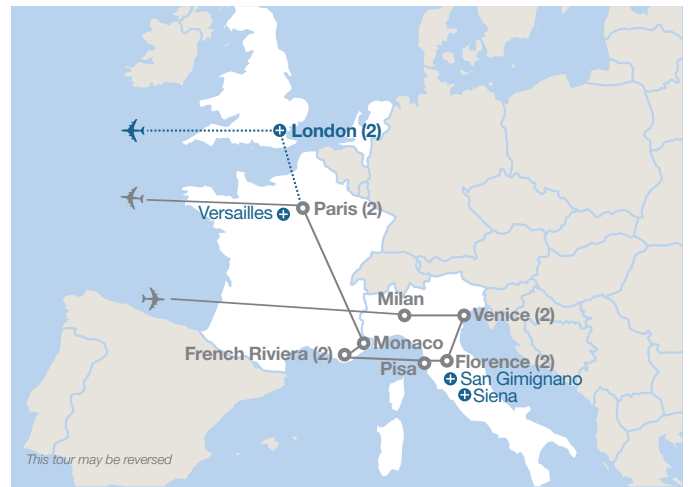 London (2)
Versailles
Paris (2)
Milan
Venice (2)
Monaco
French Riviera (2)
Pisa
Florence (2)
San Gimignano
Siena
This tour may be reversed